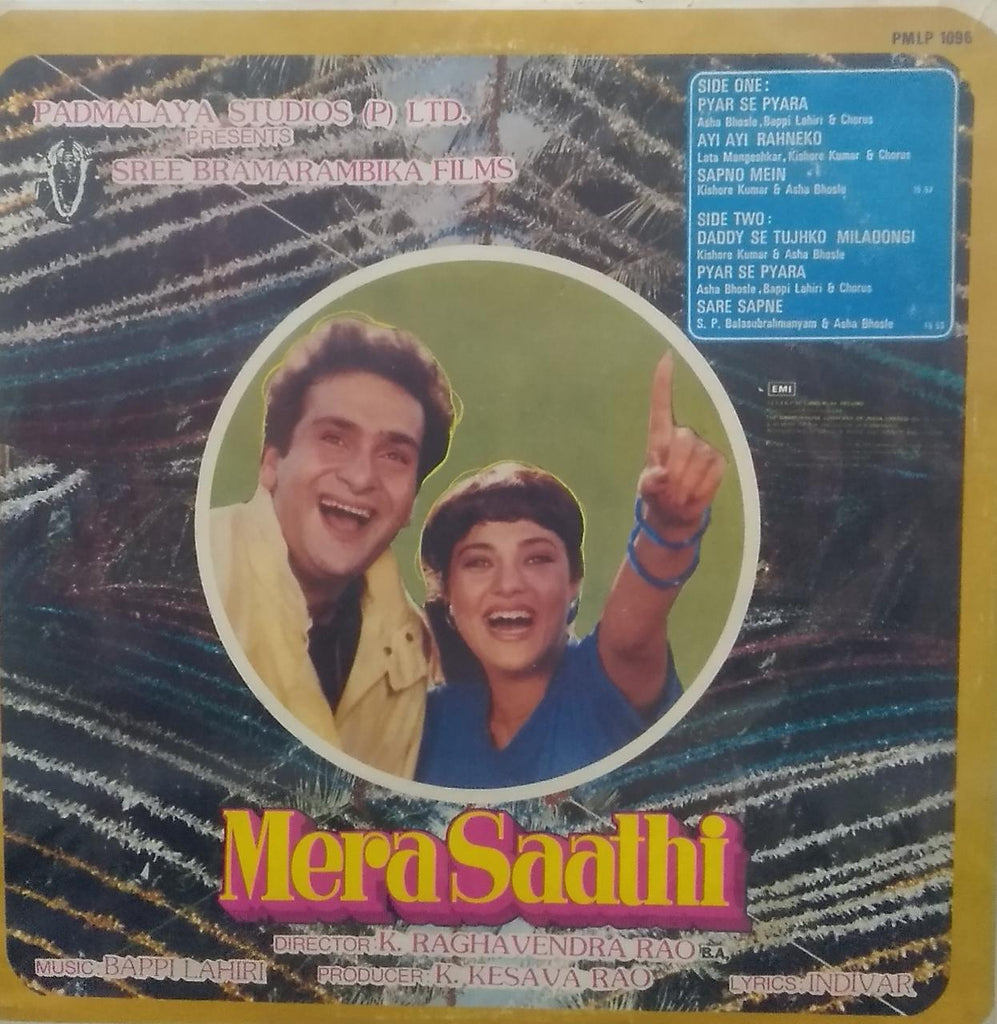 PMLP 1096
PADMALAYA STUDIOS (P) LTD.
PRESENTS
SREE BRAMARAMBIKA FILMS
SIDE ONE:
PYAR SE PYARA
Asha Bhosle, Bappi Lahiri & Chorus
AYI AYI RAHNEKO
Lata Mangeshkar, Kishore Kumar & Chorus
SAPNO MEIN
Kishore Kumar & Asha Bhosle
SIDE TWO:
DADDY SE TUJHKO MILADONGI
Kishore Kumar & Asha Bhosle
PYAR SE PYARA
Asha Bhosle, Bappi Lahiri & Chorus
SARE SAPNE
S. P. Balasubrahmanyam & Asha Bhosle
EMI
Mera Saathi
DIRECTOR: K. RAGHAVENDRA RAO B.A.
MUSIC: BAPPI LAHIRI PRODUCER: K. KESAVA RAO LYRICS: INDIVAR